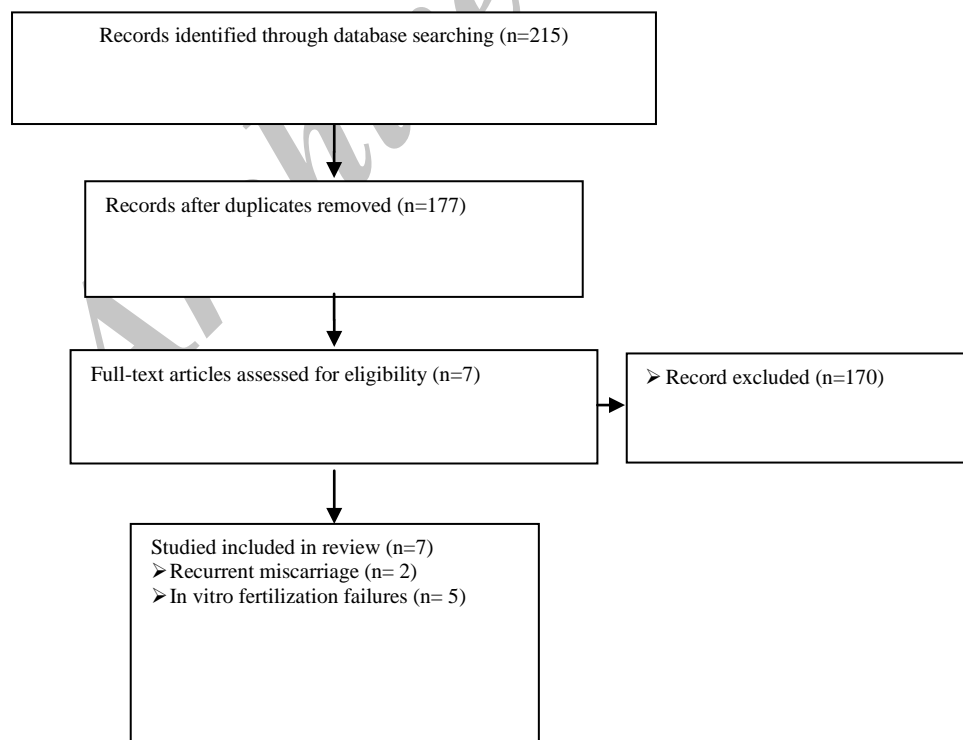 Records identified through database searching (n=215)
Records after duplicates removed (n=177)
Full-text articles assessed for eligibility (n=7)
➢ Record excluded (n=170)
Studied included in review (n=7)
➢ Recurrent miscarriage (n= 2)
➢ In vitro fertilization failures (n= 5)